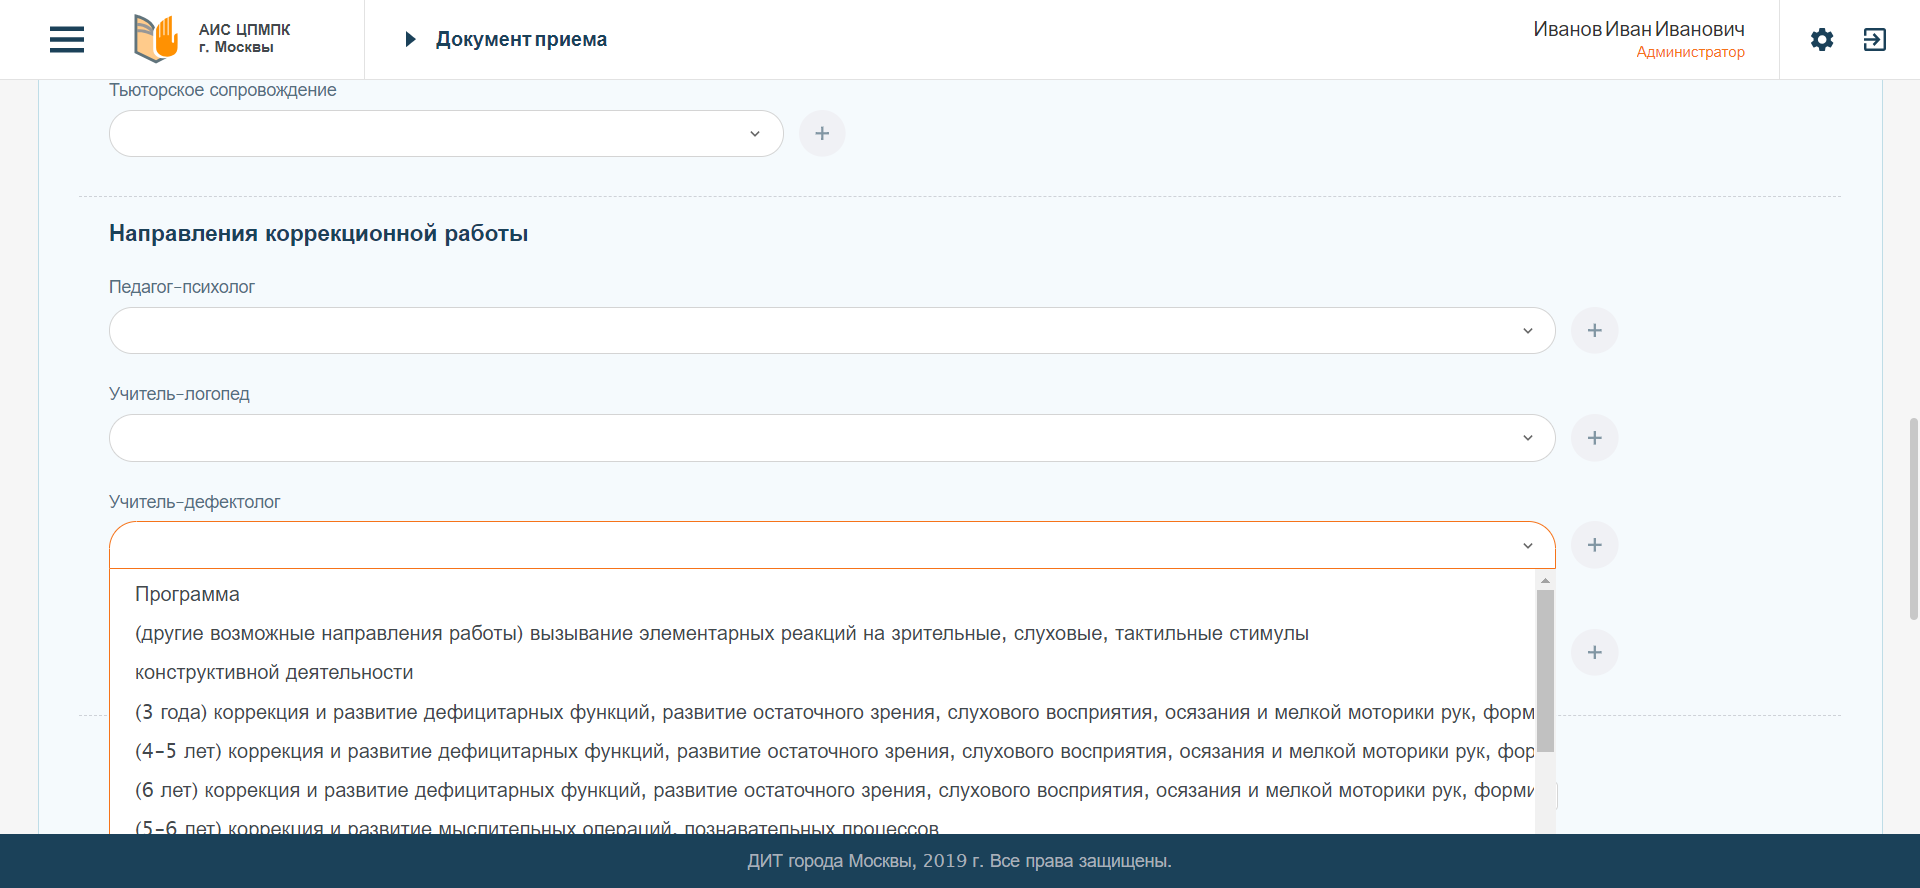 АИС ЦПМПК
г. Москвы
Документ приема
Иванов Иван Иванович
Администратор
Тьюторское сопровождение
Направления коррекционной работы
Педагог-психолог
Учитель-логопед
Учитель-дефектолог
Программа
(другие возможные направления работы) вызывание элементарных реакций на зрительные, слуховые, тактильные стимулы
конструктивной деятельности
(3 года) коррекция и развитие дефицитарных функций, развитие остаточного зрения, слухового восприятия, осязания и мелкой моторики рук, форм
(4-5 лет) коррекция и развитие дефицитарных функций, развитие остаточного зрения, слухового восприятия, осязания и мелкой моторики рук, фор
(6 лет) коррекция и развитие дефицитарных функций, развитие остаточного зрения, слухового восприятия, осязания и мелкой моторики рук, форми
(5-6 лет) коррекция и развитие мыслительных операций, познавательных процессов
ДИТ города Москвы, 2019 г. Все права защищены.